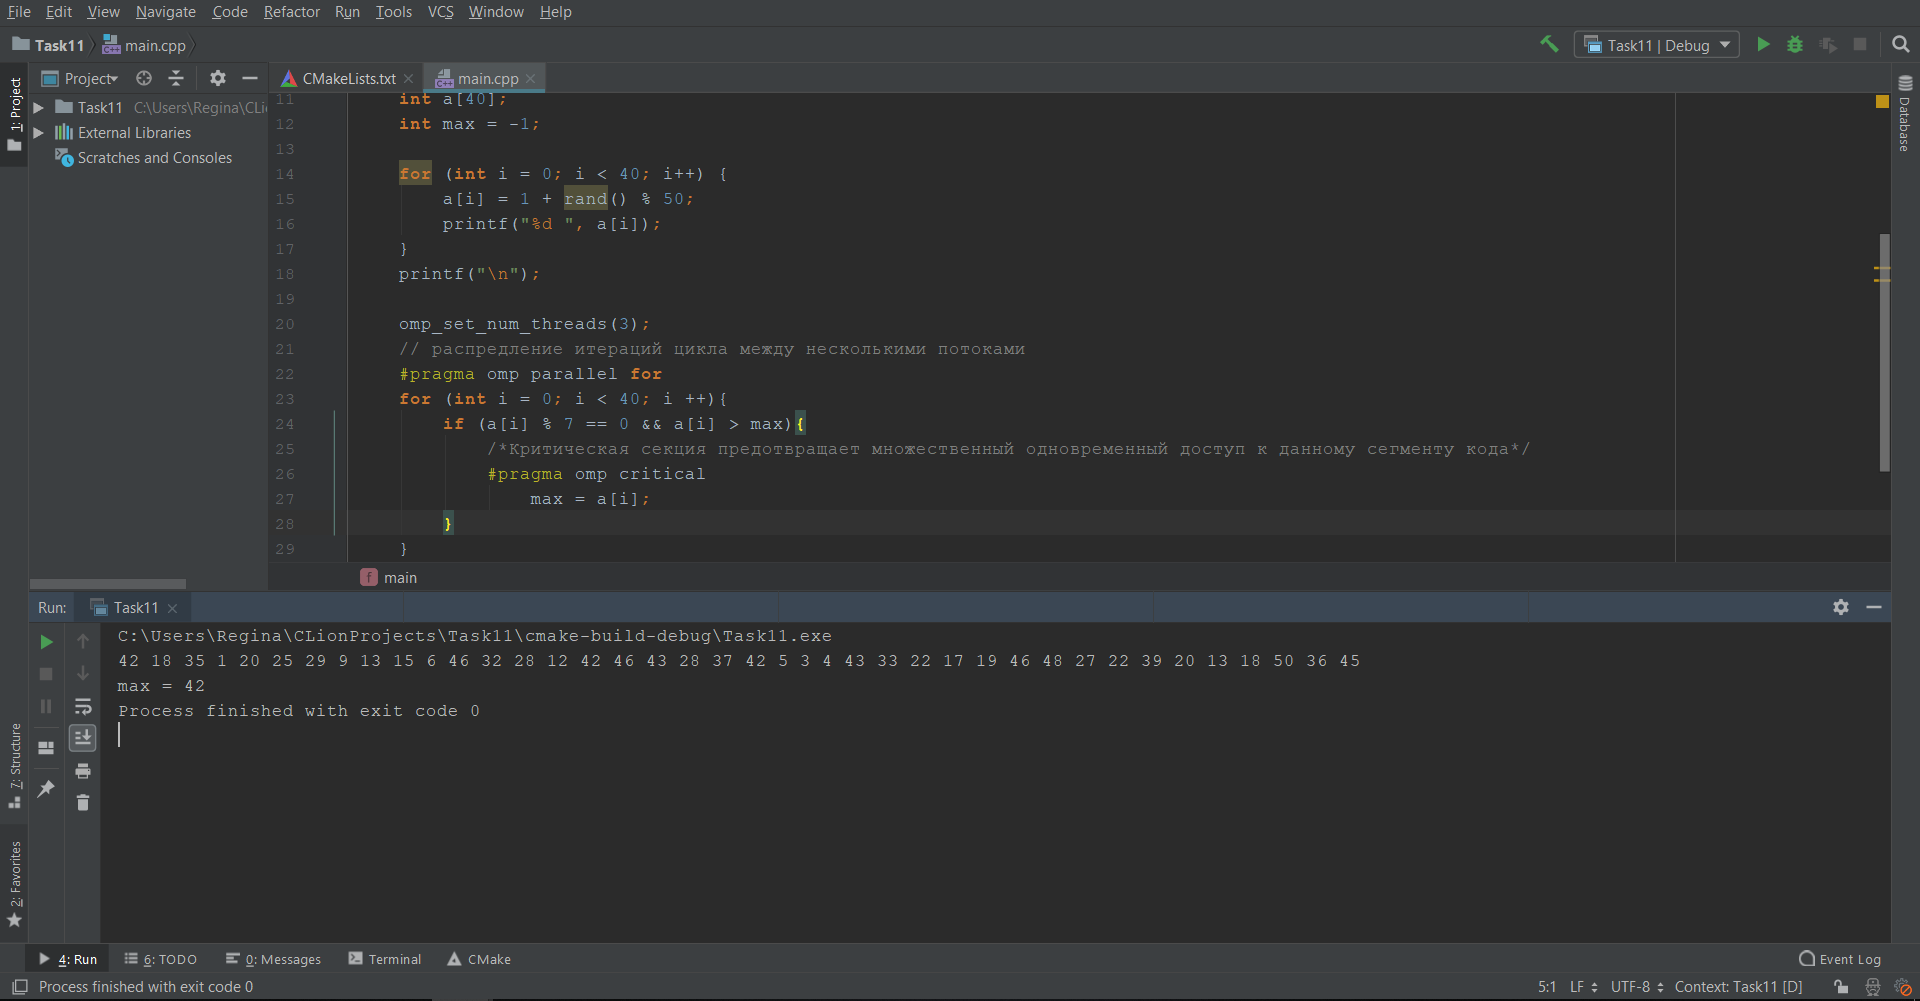 File Edit View Navigate Code Refactor Run Tools VCS Window Help
Task11 main.cpp
Task11 | Debug
1: Project
Project
CMakeLists.txt
main.cpp
Database
Task11 C:\Users\Regina\CLi
External Libraries
Scratches and Consoles
11 int a[40];
12 int max = -1;
13
14 for (int i = 0; i < 40; i++) {
15 a[i] = 1 + rand() % 50;
16 printf("%d ", a[i]);
17 }
18 printf("\n");
19
20 omp_set_num_threads(3);
21 // распредление итераций цикла между несколькими потоками
22 #pragma omp parallel for
23 for (int i = 0; i < 40; i ++){
24 if (a[i] % 7 == 0 && a[i] > max){
25 /*Критическая секция предотвращает множественный одновременный доступ к данному сегменту кода*/
26 #pragma omp critical
27 max = a[i];
28 }
29 }
f main
Run: Task11
C:\Users\Regina\CLionProjects\Task11\cmake-build-debug\Task11.exe
42 18 35 1 20 25 29 9 13 15 6 46 32 28 12 42 46 43 28 37 42 5 3 4 43 33 22 17 19 46 48 27 22 39 20 13 18 50 36 45
max = 42
Process finished with exit code 0
7: Structure
2: Favorites
4: Run 6: TODO 0: Messages Terminal CMake Event Log
Process finished with exit code 0 5:1 LF UTF-8 Context: Task11 [D]